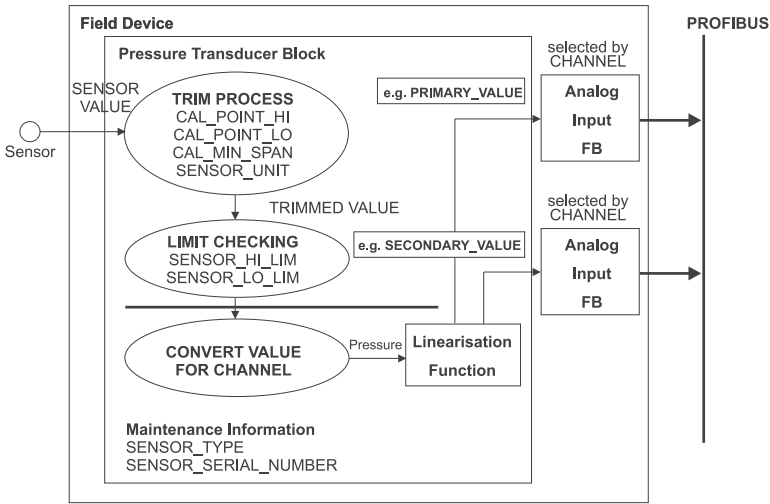 Field Device
PROFIBUS
Pressure Transducer Block
selected by
CHANNEL
SENSOR
VALUE
Sensor
TRIM PROCESS
CAL_POINT_HI
CAL_POINT_LO
CAL_MIN_SPAN
SENSOR_UNIT
e.g. PRIMARY_VALUE
Analog
Input
FB
TRIMMED VALUE
selected by
CHANNEL
LIMIT CHECKING
SENSOR_HI_LIM
SENSOR_LO_LIM
e.g. SECONDARY_VALUE
Analog
Input
FB
CONVERT VALUE
FOR CHANNEL
Pressure
Linearisation
Function
Maintenance Information
SENSOR_TYPE
SENSOR_SERIAL_NUMBER